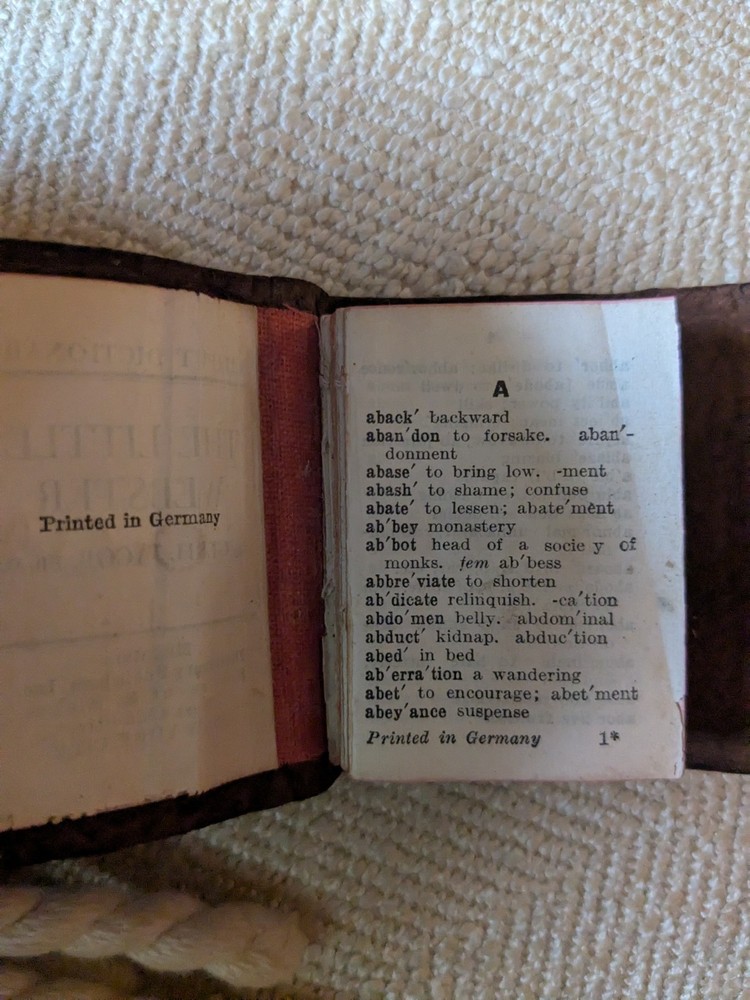 Printed in Germany
A
aback′ backward
aban′don to forsake. aban′-
donment
abase′ to bring low. -ment
abash′ to shame; confuse
abate′ to lessen; abate′ment
ab′bey monastery
ab′bot head of a socie y of
monks. fem ab′bess
abbre′viate to shorten
ab′dicate relinquish. -ca′tion
abdo′men belly. abdom′inal
abduct′ kidnap. abduc′tion
abed′ in bed
ab′erra′tion a wandering
abet′ to encourage; abet′ment
abey′ance suspense
Printed in Germany 1*